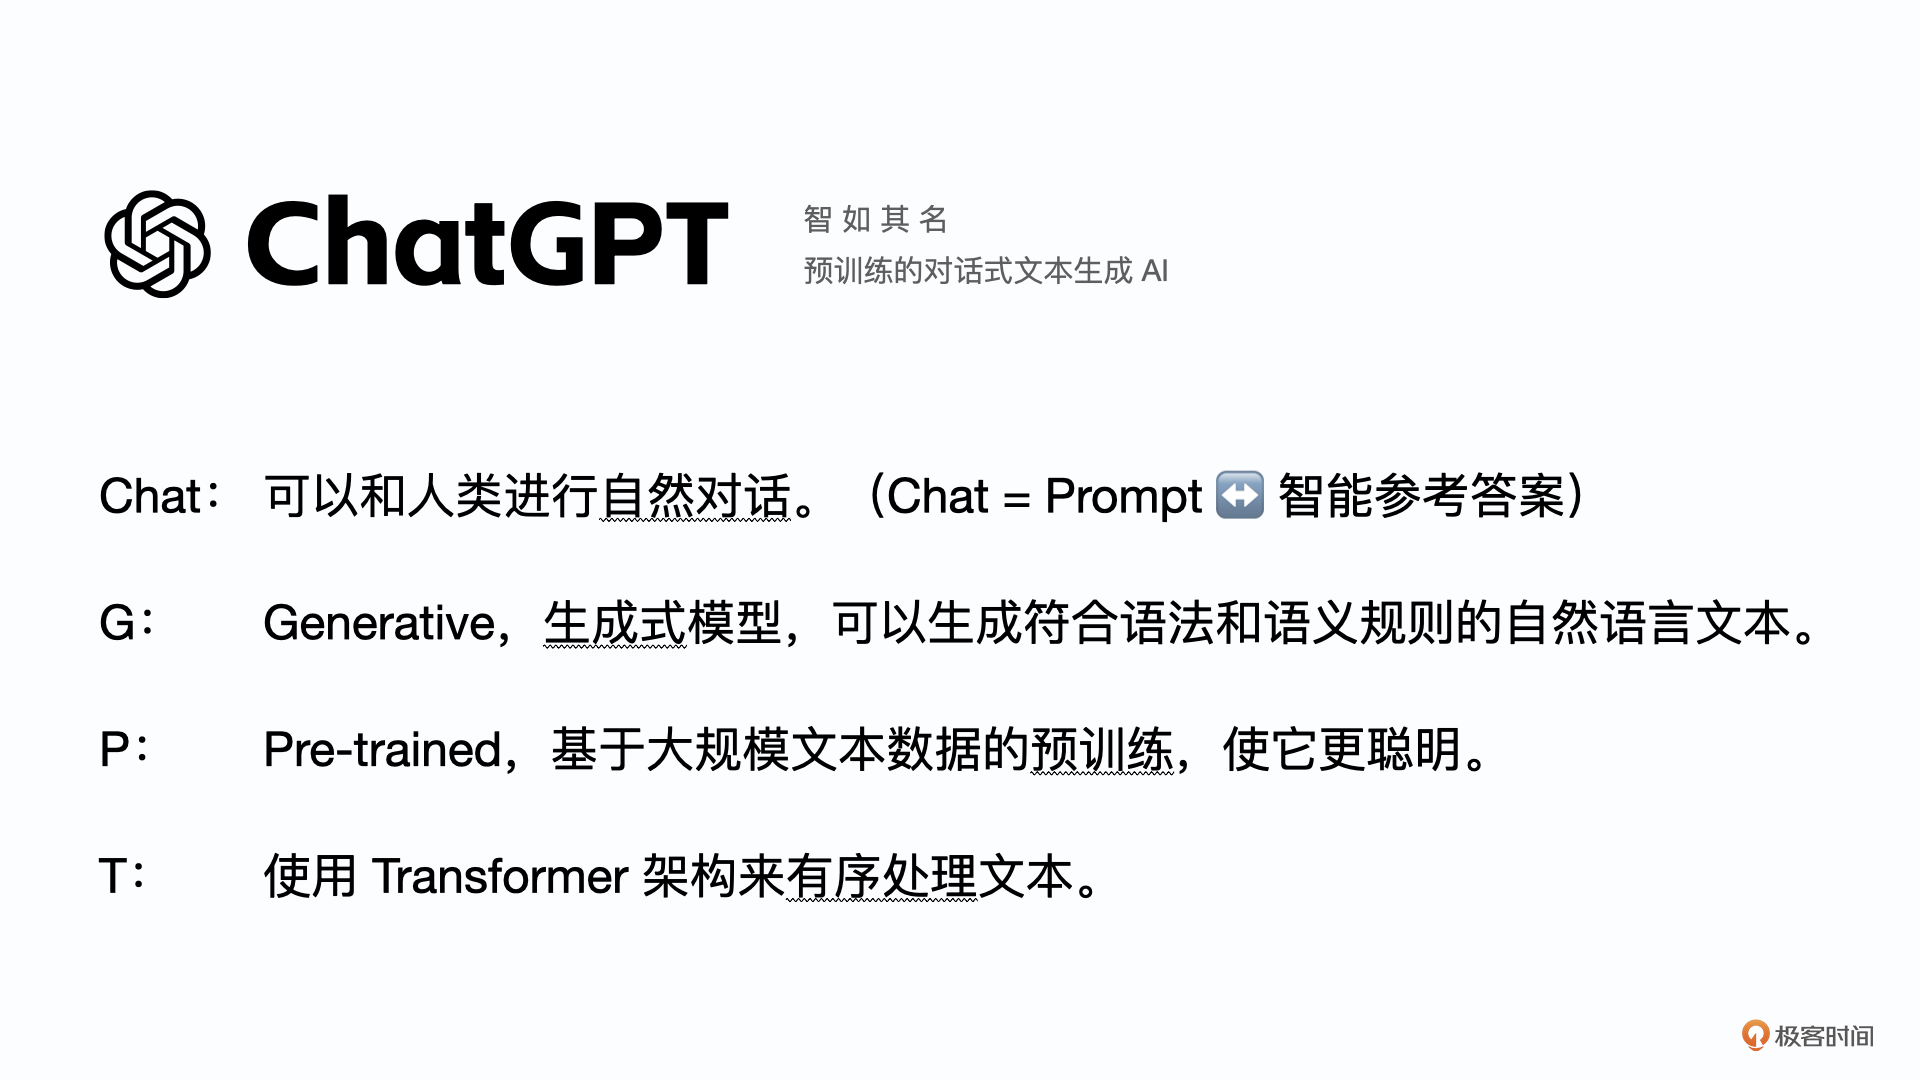 ChatGPT
智如其名
预训练的对话式文本生成 AI
Chat： 可以和人类进行自然对话。（Chat = Prompt ↔️ 智能参考答案）
G： Generative，生成式模型，可以生成符合语法和语义规则的自然语言文本。
P： Pre-trained，基于大规模文本数据的预训练，使它更聪明。
T： 使用 Transformer 架构来有序处理文本。
极客时间